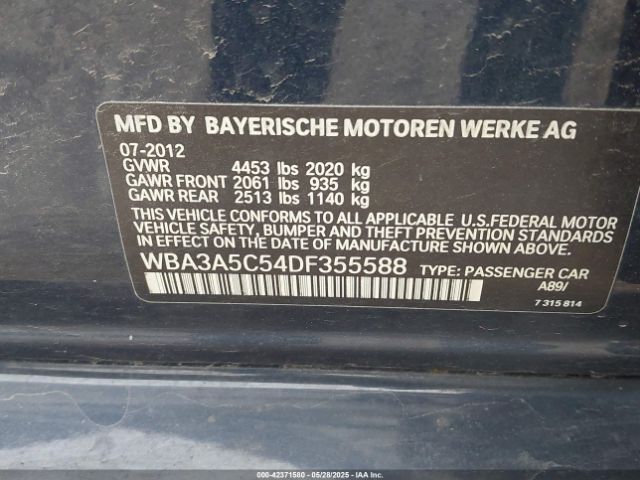 MFD BY BAYERISCHE MOTOREN WERKE AG
07-2012
GVWR 4453 lbs 2020 kg
GAWR FRONT 2061 lbs 935 kg
GAWR REAR 2513 lbs 1140 kg
THIS VEHICLE CONFORMS TO ALL APPLICABLE U.S.FEDERAL MOTOR
VEHICLE SAFETY, BUMPER AND THEFT PREVENTION STANDARDS
IN EFFECT ON THE DATE OF MANUFACTURE SHOWN ABOVE.
WBA3A5C54DF355588 TYPE: PASSENGER CAR
A89/
7 315 814
000-42371580 - 05/28/2025 - IAA Inc.